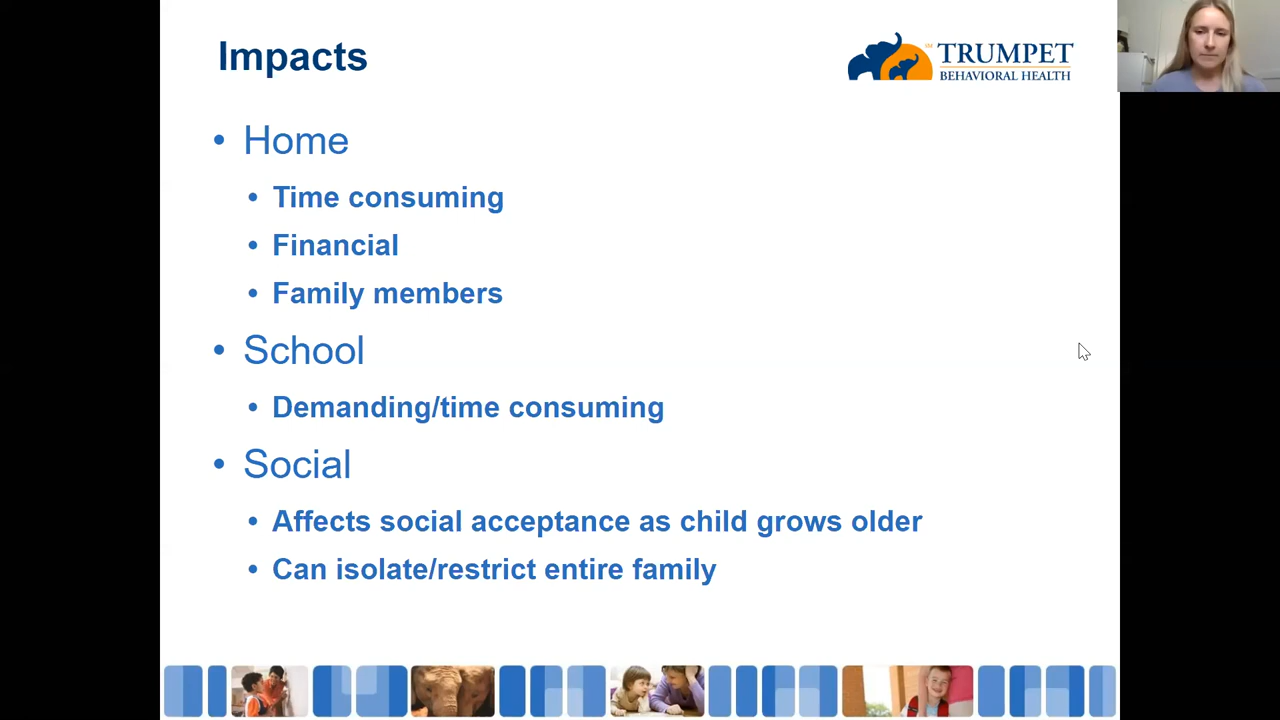 Impacts
TRUMPET
BEHAVIORAL HEALTH
• Home
• Time consuming
• Financial
• Family members
• School
• Demanding/time consuming
• Social
• Affects social acceptance as child grows older
• Can isolate/restrict entire family